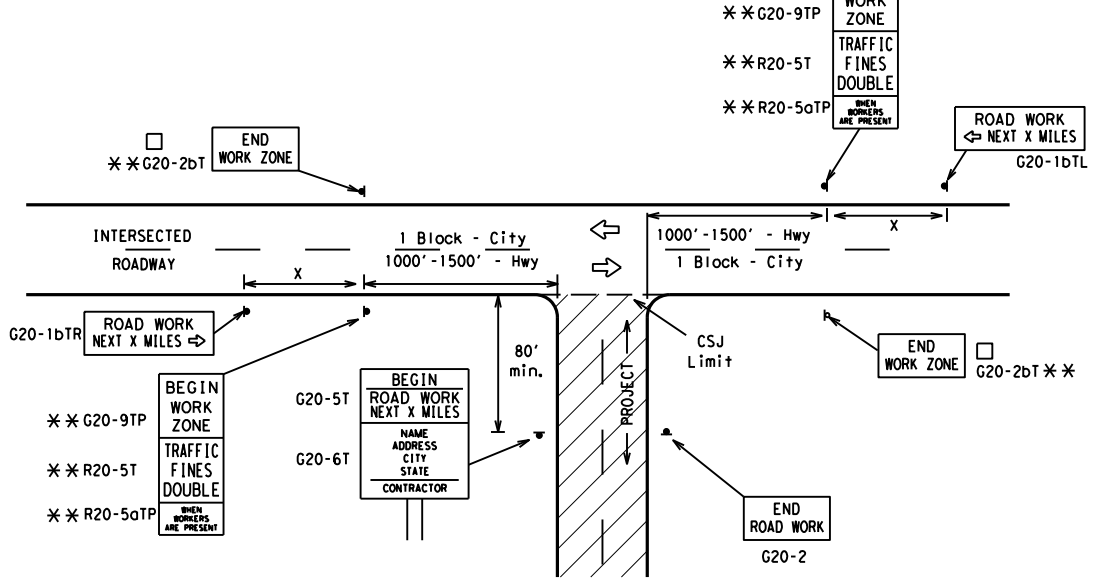 WORK
ZONE
✳✳G20-9TP
TRAFFIC
FINES
DOUBLE
✳✳R20-5T
WHEN
WORKERS
ARE PRESENT
✳✳R20-5aTP
ROAD WORK
⇦ NEXT X MILES
G20-1bTL
END
WORK ZONE
□
✳✳G20-2bT
INTERSECTED
ROADWAY
1 Block - City
1000'-1500' - Hwy
⇦
⇨
1000'-1500' - Hwy
1 Block - City
X
X
G20-1bTR
ROAD WORK
NEXT X MILES ⇨
80'
min.
PROJECT
CSJ
Limit
END
WORK ZONE
□
G20-2bT ✳✳
BEGIN
WORK
ZONE
✳✳G20-9TP
TRAFFIC
FINES
DOUBLE
✳✳R20-5T
WHEN
WORKERS
ARE PRESENT
✳✳R20-5aTP
G20-5T
BEGIN
ROAD WORK
NEXT X MILES
G20-6T
NAME
ADDRESS
CITY
STATE
CONTRACTOR
END
ROAD WORK
G20-2